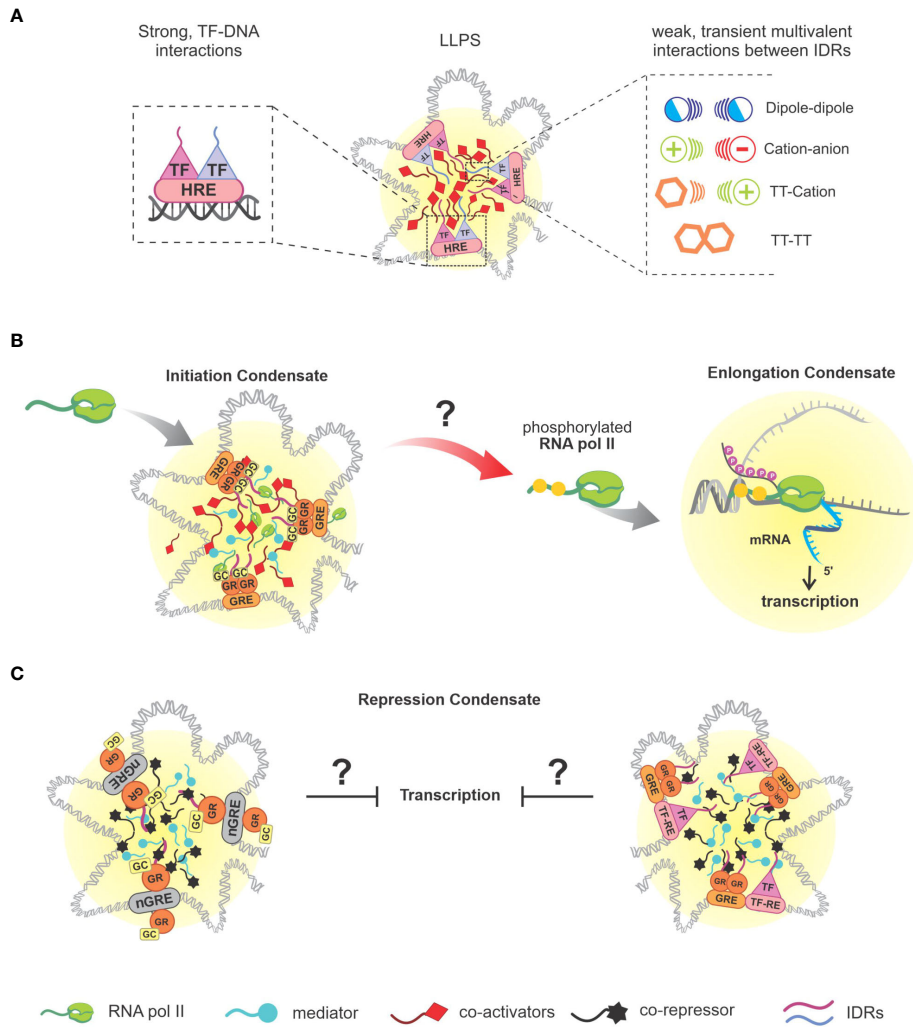 A
Strong, TF-DNA
interactions
LLPS
weak, transient multivalent
interactions between IDRs
TF TF
HRE
HRE
TF
TF
TF
HRE
TF
TF TF
HRE
Dipole-dipole
+ −
Cation-anion
+
TT-Cation
TT-TT
B
Initiation Condensate
?
phosphorylated
RNA pol II
Enlongation Condensate
GRE
GR GR
GC GC
GC GR
GC GR
GRE
GC GC
GR GR
GRE
P P P P P P
mRNA
5'
transcription
C
Repression Condensate
GC
GR
nGRE
GR
GC
GC
GR
nGRE
GR
GC
GC
GR
nGRE
GR
GC
?
Transcription
?
GRE
GR
GR
TF
TF-RE
TF-RE
TF
GRE
GR
GR
GR GR
GRE
TF
TF-RE
RNA pol II
mediator
co-activators
co-repressor
IDRs